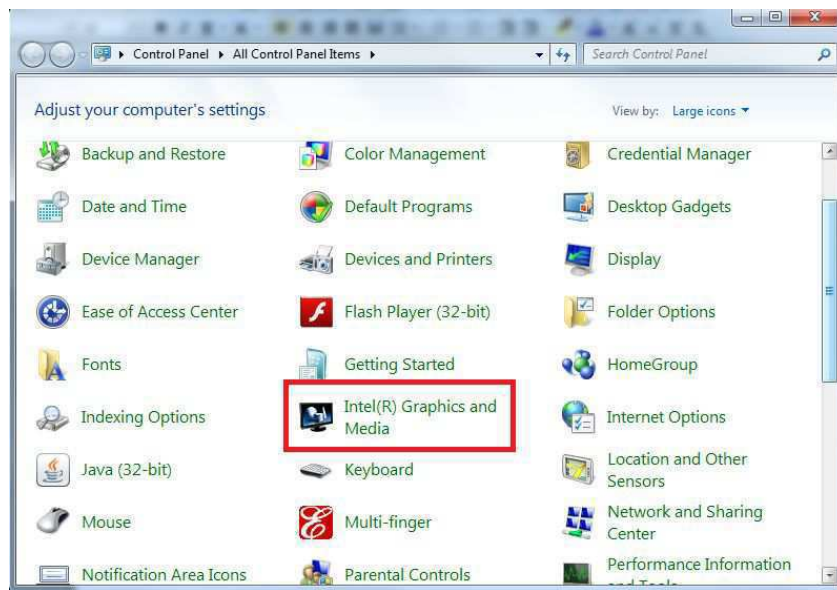 Control Panel ▸ All Control Panel Items ▸
Search Control Panel
Adjust your computer's settings
View by: Large icons
Backup and Restore
Color Management
Credential Manager
Date and Time
Default Programs
Desktop Gadgets
Device Manager
Devices and Printers
Display
Ease of Access Center
Flash Player (32-bit)
Folder Options
Fonts
Getting Started
HomeGroup
Indexing Options
Intel(R) Graphics and
Media
Internet Options
Java (32-bit)
Keyboard
Location and Other
Sensors
Mouse
Multi-finger
Network and Sharing
Center
Notification Area Icons
Parental Controls
Performance Information
and Tools